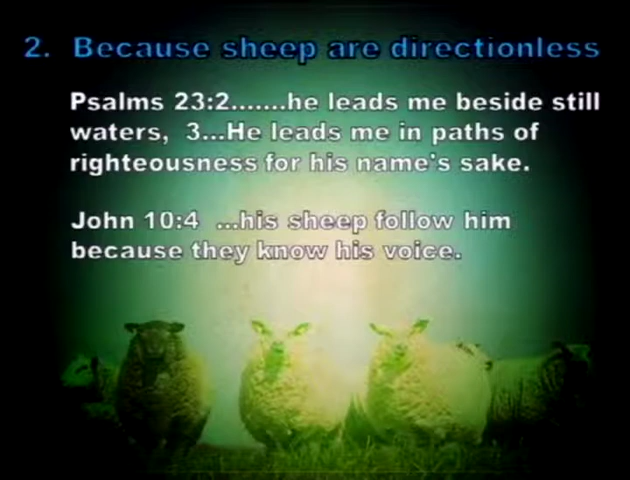 2. Because sheep are directionless
Psalms 23:2.......he leads me beside still
waters, 3...He leads me in paths of
righteousness for his name's sake.
John 10:4 ...his sheep follow him
because they know his voice.